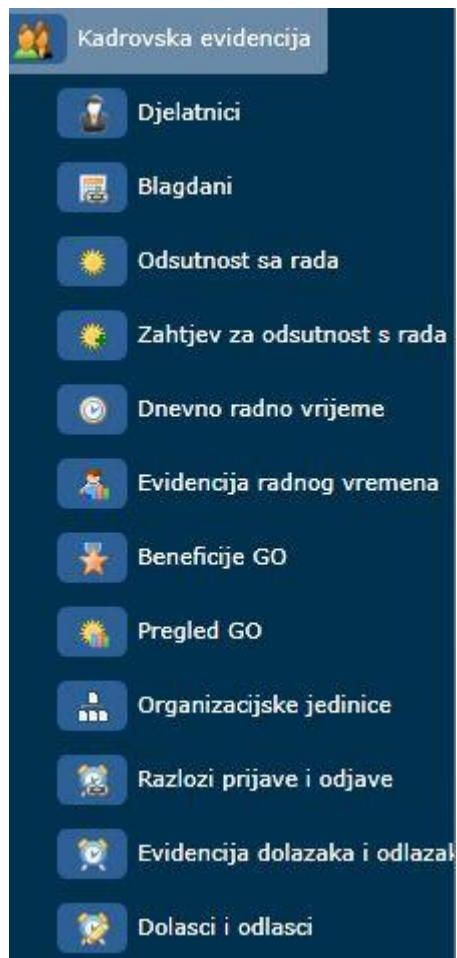 Kadrovska evidencija
Djelatnici
Blagdani
Odsutnost sa rada
Zahtjev za odsutnost s rada
Dnevno radno vrijeme
Evidencija radnog vremena
Beneficije GO
Pregled GO
Organizacijske jedinice
Razlozi prijave i odjave
Evidencija dolazaka i odlazak
Dolasci i odlasci